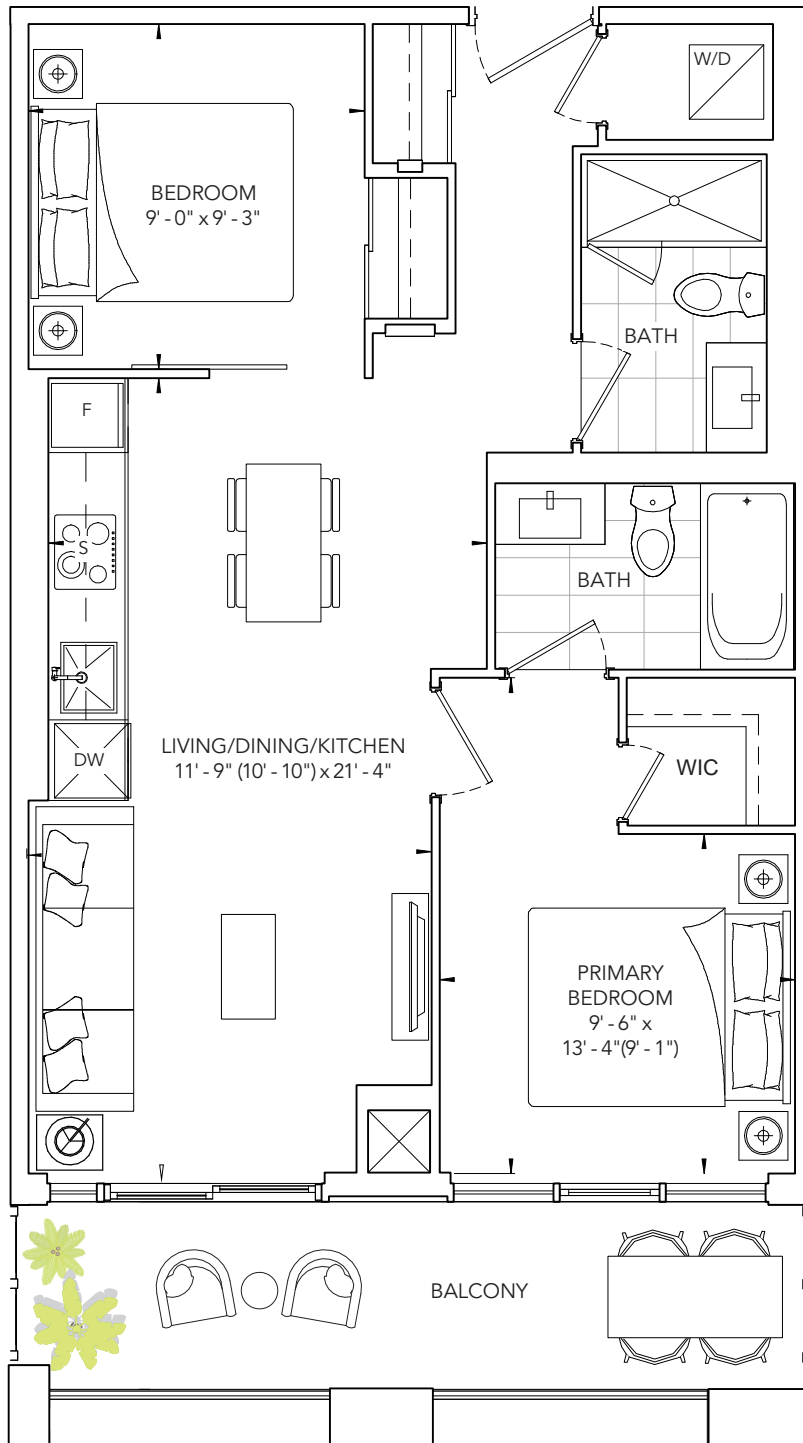 W/D
BEDROOM
9' - 0" x 9' - 3"
BATH
F
S
BATH
DW
LIVING/DINING/KITCHEN
11' - 9" (10' - 10") x 21' - 4"
WIC
PRIMARY
BEDROOM
9' - 6" x
13' - 4"(9' - 1")
BALCONY